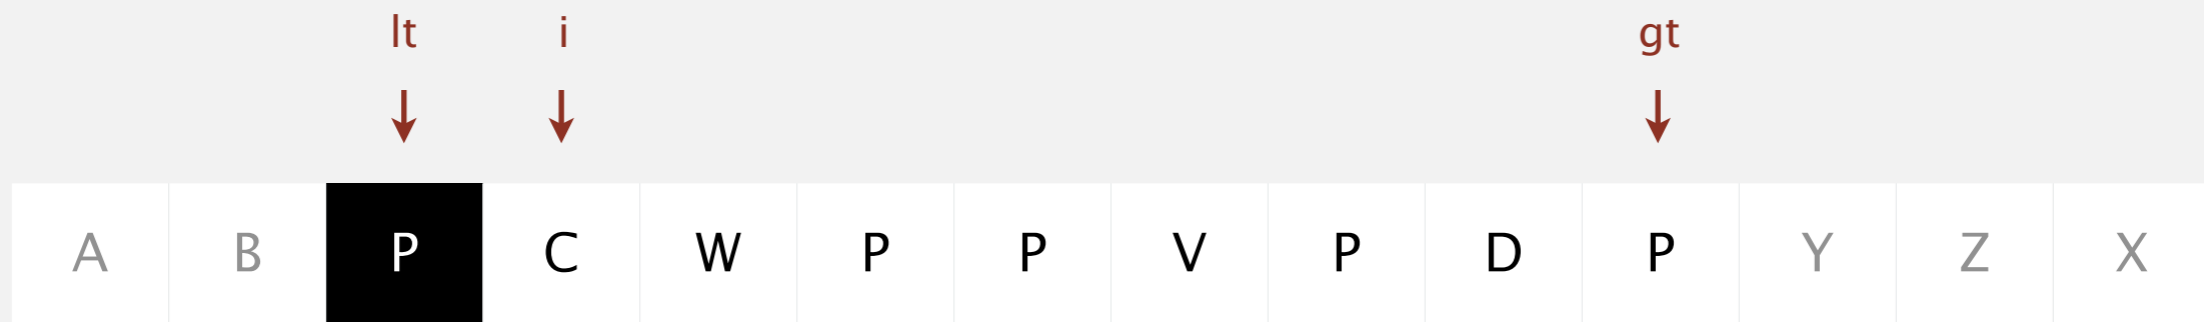 lt i gt
A B P C W P P V P D P Y Z X